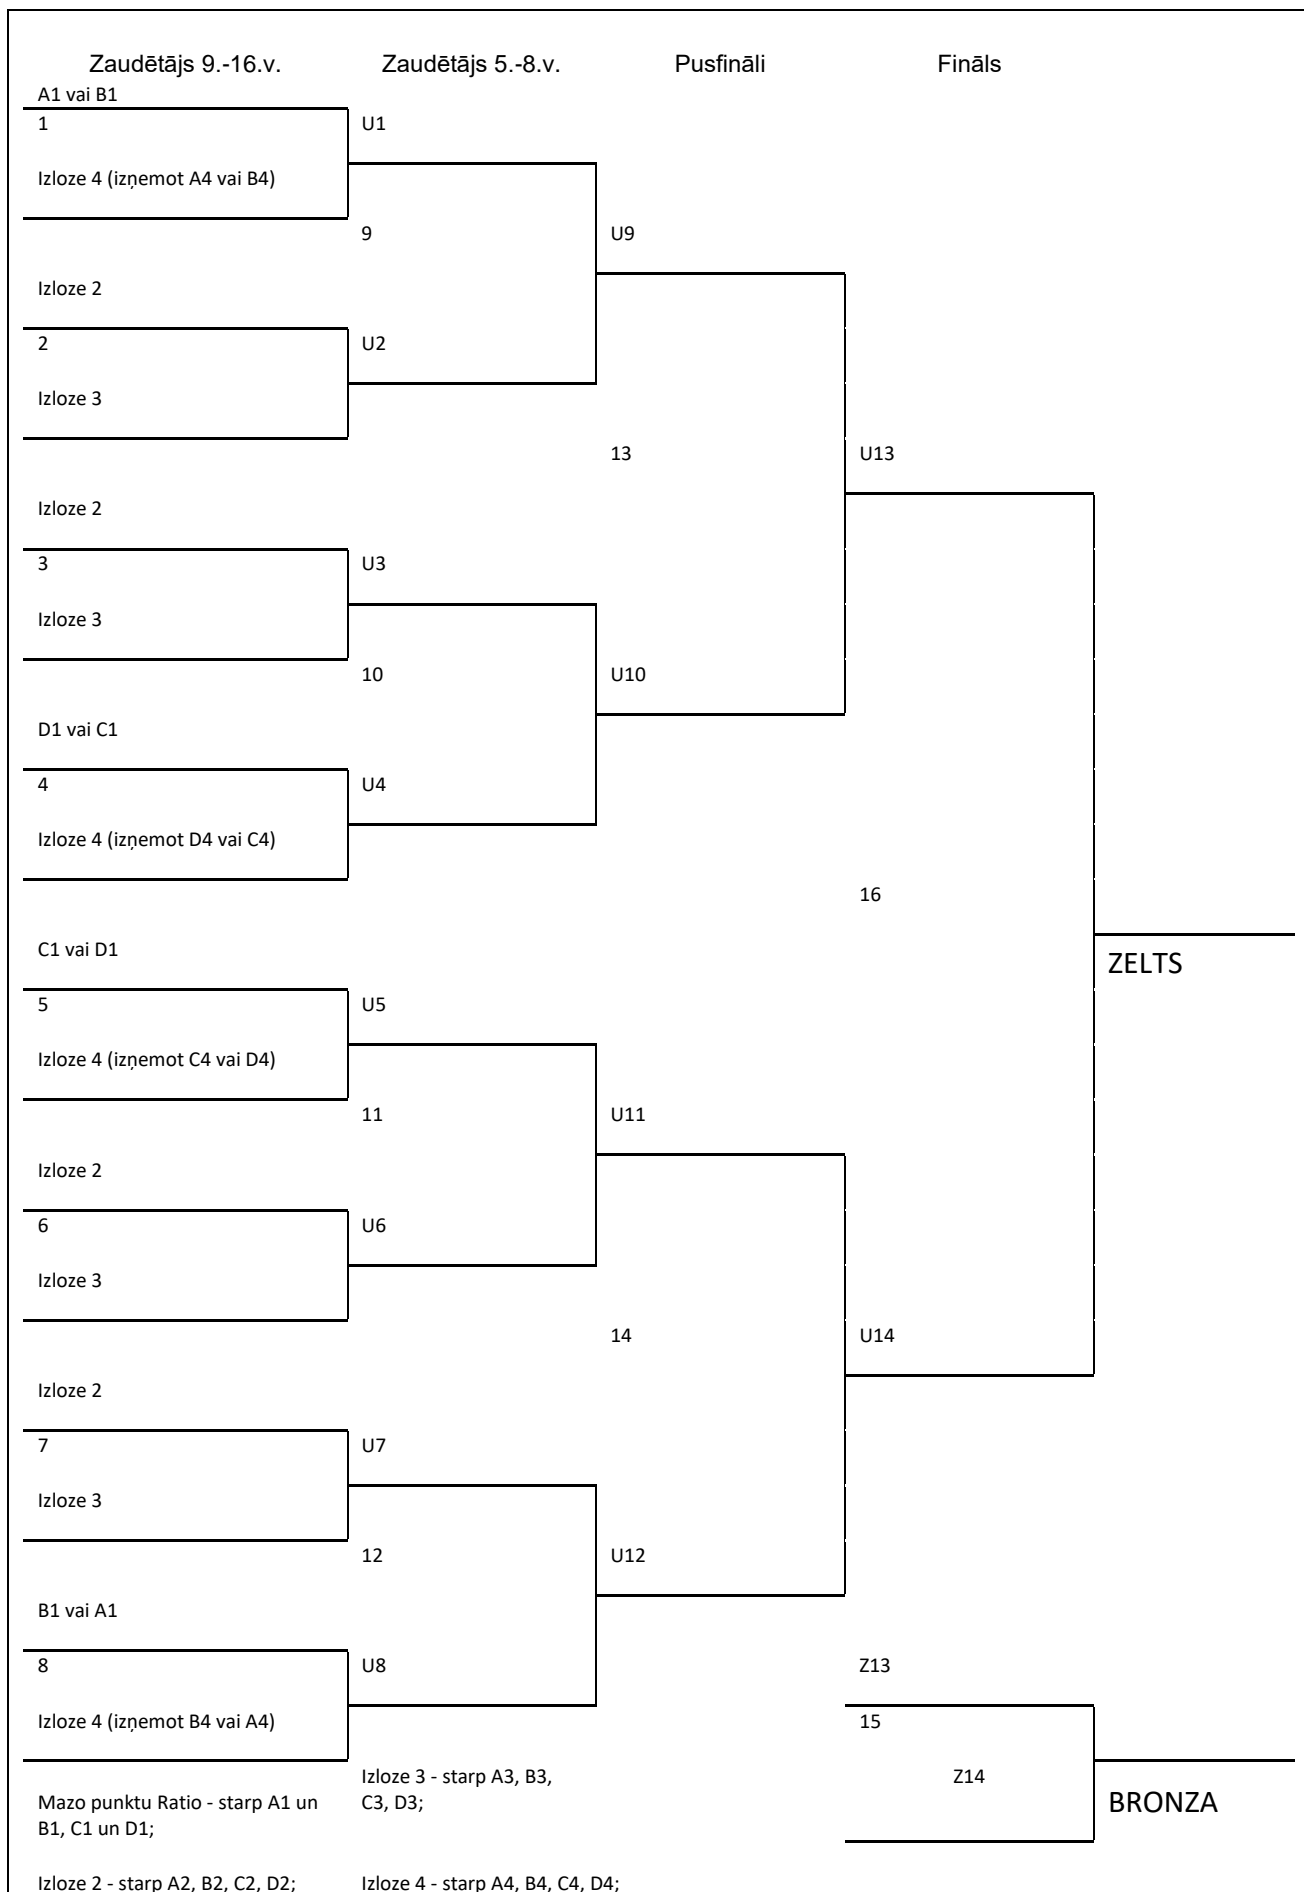 Zaudētājs 9.-16.v. Zaudētājs 5.-8.v. Pusfināli Fināls
A1 vai B1
1 U1
Izloze 4 (izņemot A4 vai B4)
9 U9
Izloze 2
2 U2
Izloze 3
13 U13
Izloze 2
3 U3
Izloze 3
10 U10
D1 vai C1
4 U4
Izloze 4 (izņemot D4 vai C4)
16
C1 vai D1
ZELTS
5 U5
Izloze 4 (izņemot C4 vai D4)
11 U11
Izloze 2
6 U6
Izloze 3
14 U14
Izloze 2
7 U7
Izloze 3
12 U12
B1 vai A1
8 U8 Z13
Izloze 4 (izņemot B4 vai A4) 15
Izloze 3 - starp A3, B3, Z14
C3, D3;
Mazo punktu Ratio - starp A1 un BRONZA
B1, C1 un D1;
Izloze 2 - starp A2, B2, C2, D2; Izloze 4 - starp A4, B4, C4, D4;